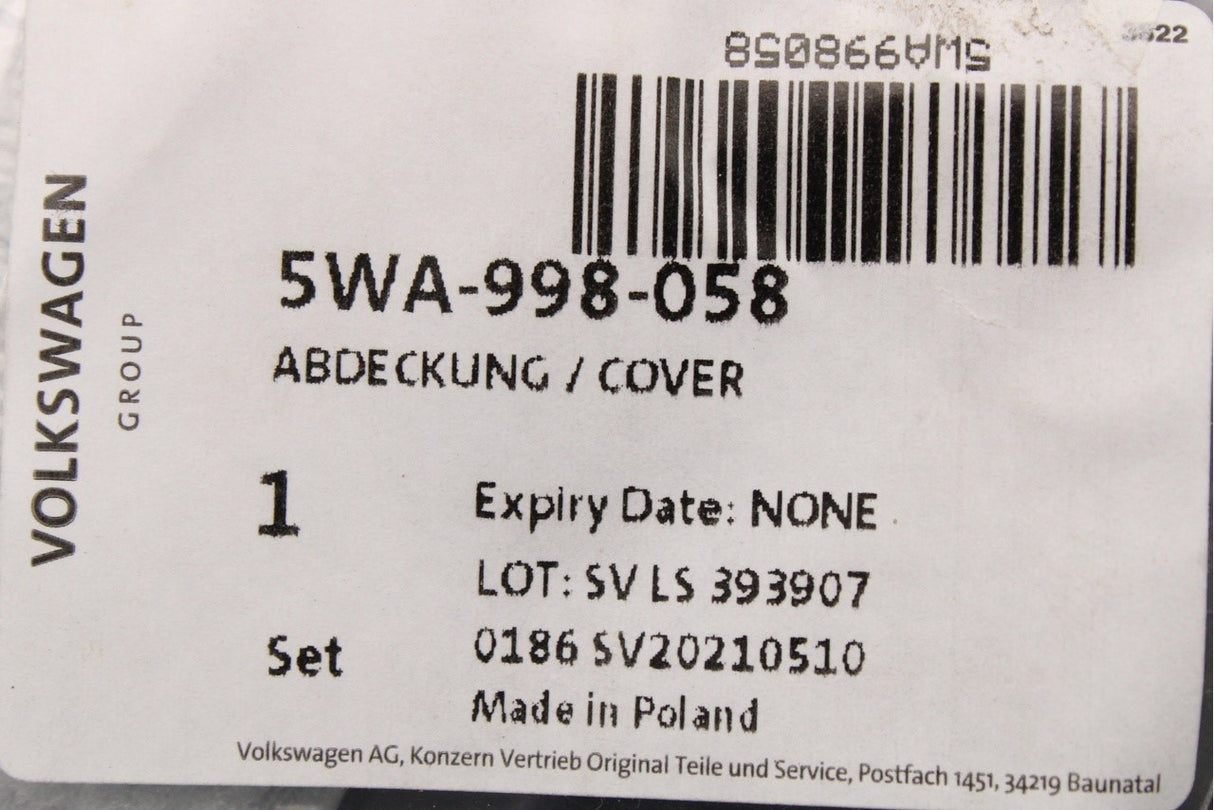 5WA998058
5WA-998-058
ABDECKUNG / COVER
1
Expiry Date: NONE
LOT: SV LS 393907
Set
0186 SV20210510
Made in Poland
Volkswagen AG, Konzern Vertrieb Original Teile und Service, Postfach 1451, 34219 Baunatal
VOLKSWAGEN
GROUP